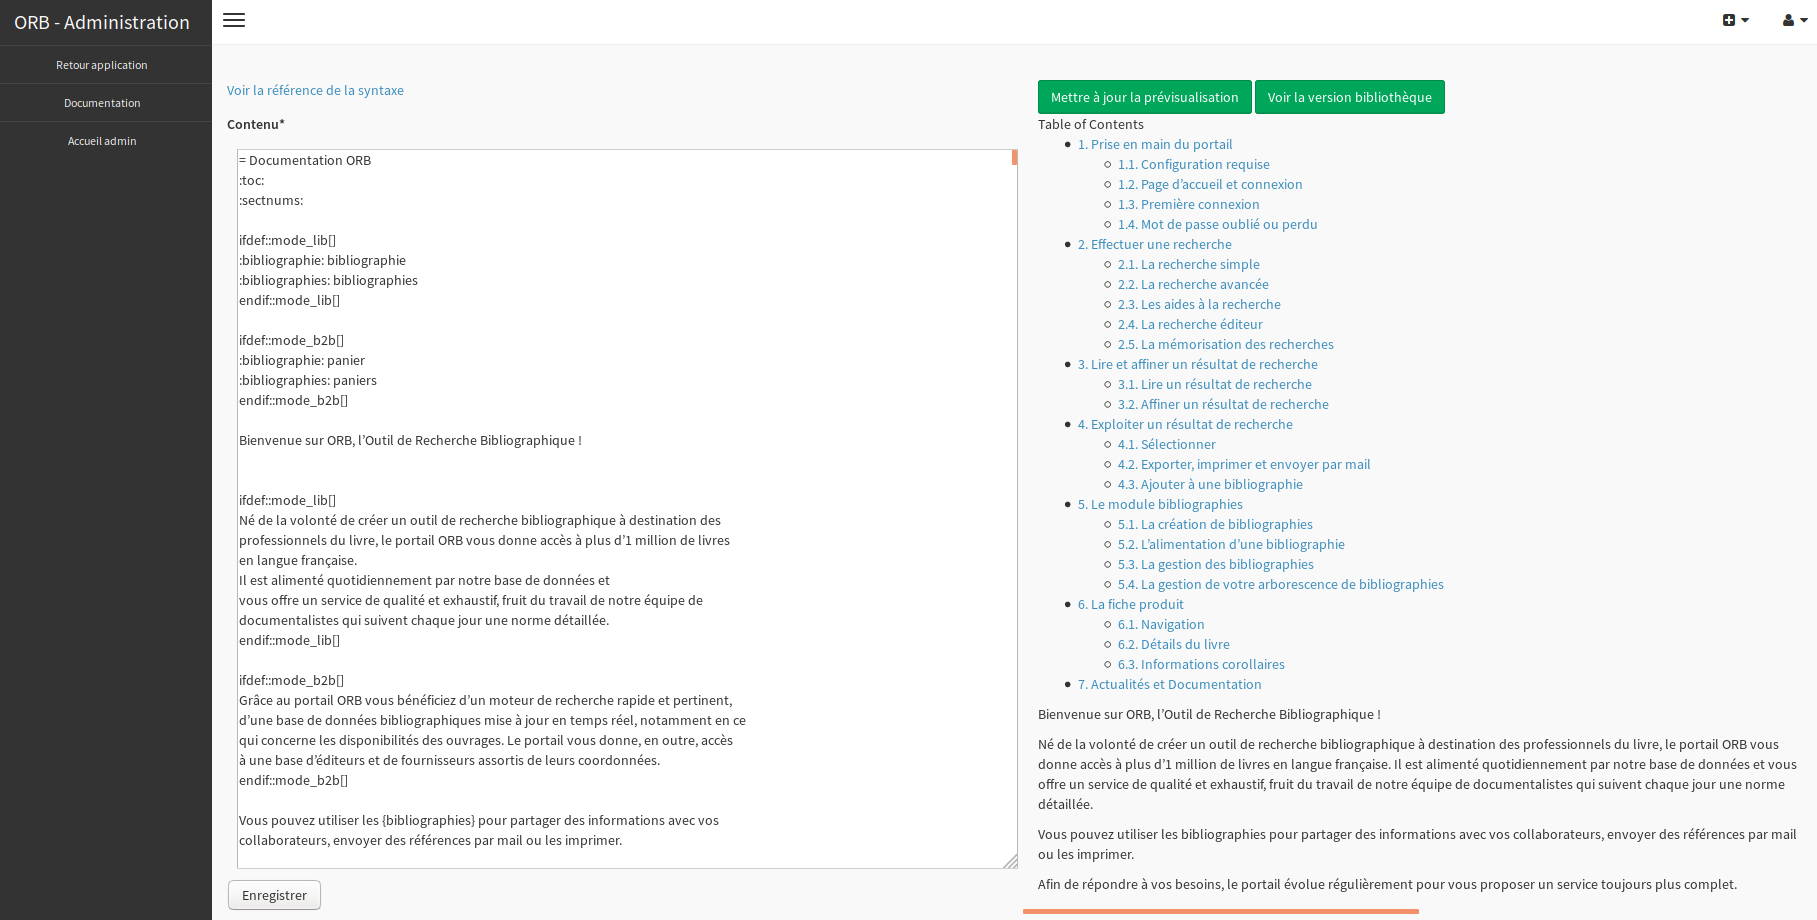 ORB - Administration
Retour application
Documentation
Accueil admin
Voir la référence de la syntaxe
Contenu*
= Documentation ORB
:toc:
:sectnums:
ifdef::mode_lib[]
:bibliographie: bibliographie
:bibliographies: bibliographies
endif::mode_lib[]
ifdef::mode_b2b[]
:bibliographie: panier
:bibliographies: paniers
endif::mode_b2b[]
Bienvenue sur ORB, l’Outil de Recherche Bibliographique !
ifdef::mode_lib[]
Né de la volonté de créer un outil de recherche bibliographique à destination des
professionnels du livre, le portail ORB vous donne accès à plus d’1 million de livres
en langue française.
Il est alimenté quotidiennement par notre base de données et
vous offre un service de qualité et exhaustif, fruit du travail de notre équipe de
documentalistes qui suivent chaque jour une norme détaillée.
endif::mode_lib[]
ifdef::mode_b2b[]
Grâce au portail ORB vous bénéficiez d’un moteur de recherche rapide et pertinent,
d’une base de données bibliographiques mise à jour en temps réel, notamment en ce
qui concerne les disponibilités des ouvrages. Le portail vous donne, en outre, accès
à une base d’éditeurs et de fournisseurs assortis de leurs coordonnées.
endif::mode_b2b[]
Vous pouvez utiliser les {bibliographies} pour partager des informations avec vos
collaborateurs, envoyer des références par mail ou les imprimer.
Enregistrer
Mettre à jour la prévisualisation
Voir la version bibliothèque
Table of Contents
1. Prise en main du portail
1.1. Configuration requise
1.2. Page d’accueil et connexion
1.3. Première connexion
1.4. Mot de passe oublié ou perdu
2. Effectuer une recherche
2.1. La recherche simple
2.2. La recherche avancée
2.3. Les aides à la recherche
2.4. La recherche éditeur
2.5. La mémorisation des recherches
3. Lire et affiner un résultat de recherche
3.1. Lire un résultat de recherche
3.2. Affiner un résultat de recherche
4. Exploiter un résultat de recherche
4.1. Sélectionner
4.2. Exporter, imprimer et envoyer par mail
4.3. Ajouter à une bibliographie
5. Le module bibliographies
5.1. La création de bibliographies
5.2. L’alimentation d’une bibliographie
5.3. La gestion des bibliographies
5.4. La gestion de votre arborescence de bibliographies
6. La fiche produit
6.1. Navigation
6.2. Détails du livre
6.3. Informations corollaires
7. Actualités et Documentation
Bienvenue sur ORB, l’Outil de Recherche Bibliographique !
Né de la volonté de créer un outil de recherche bibliographique à destination des professionnels du livre, le portail ORB vous
donne accès à plus d’1 million de livres en langue française. Il est alimenté quotidiennement par notre base de données et vous
offre un service de qualité et exhaustif, fruit du travail de notre équipe de documentalistes qui suivent chaque jour une norme
détaillée.
Vous pouvez utiliser les bibliographies pour partager des informations avec vos collaborateurs, envoyer des références par mail
ou les imprimer.
Afin de répondre à vos besoins, le portail évolue régulièrement pour vous proposer un service toujours plus complet.